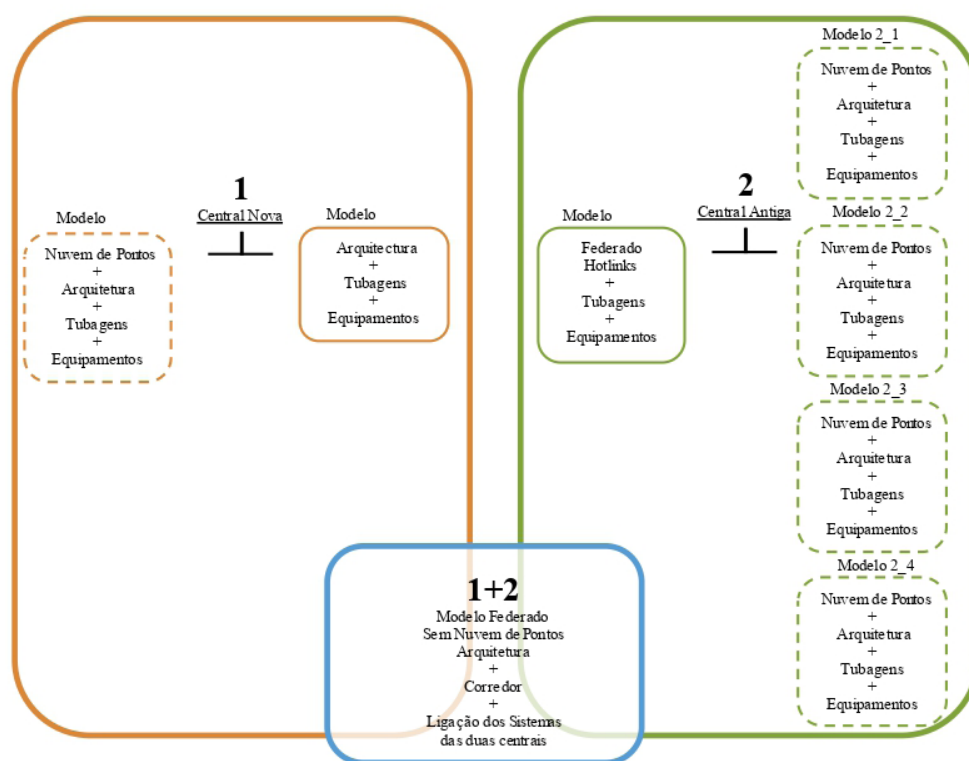 1
Central Nova
Modelo
Nuvem de Pontos
+
Arquitetura
+
Tubagens
+
Equipamentos
Modelo
Arquitectura
+
Tubagens
+
Equipamentos
2
Central Antiga
Modelo
Federado
Hotlinks
+
Tubagens
+
Equipamentos
Modelo 2_1
Nuvem de Pontos
+
Arquitetura
+
Tubagens
+
Equipamentos
Modelo 2_2
Nuvem de Pontos
+
Arquitetura
+
Tubagens
+
Equipamentos
Modelo 2_3
Nuvem de Pontos
+
Arquitetura
+
Tubagens
+
Equipamentos
Modelo 2_4
Nuvem de Pontos
+
Arquitetura
+
Tubagens
+
Equipamentos
1+2
Modelo Federado
Sem Nuvem de Pontos
Arquitetura
+
Corredor
+
Ligação dos Sistemas
das duas centrais